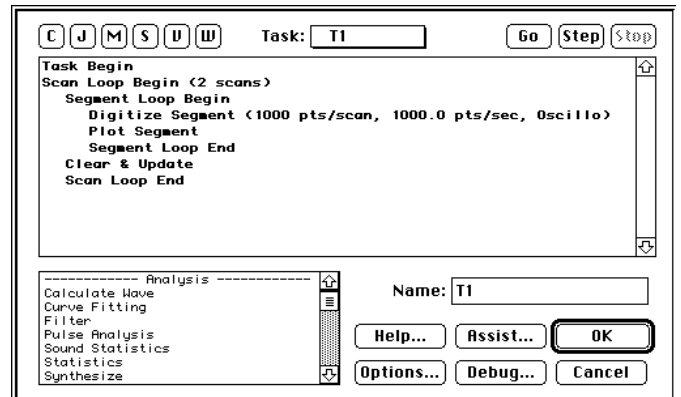 C J M S V W Task: T1 Go Step Stop
Task Begin
Scan Loop Begin (2 scans)
Segment Loop Begin
Digitize Segment (1000 pts/scan, 1000.0 pts/sec, Oscillo)
Plot Segment
Segment Loop End
Clear & Update
Scan Loop End
------------ Analysis ------------
Calculate Wave
Curve Fitting
Filter
Pulse Analysis
Sound Statistics
Statistics
Synthesize
Name: T1
Help... Assist... OK
Options... Debug... Cancel